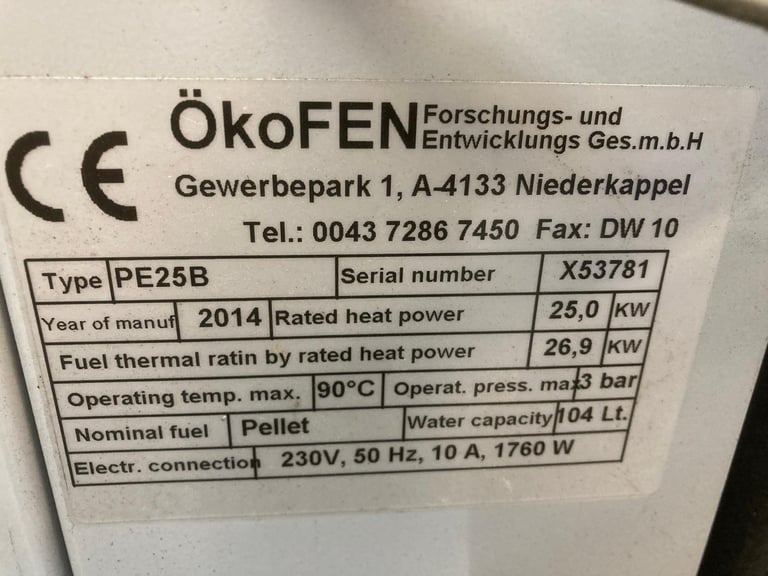 CE
ÖkoFEN Forschungs- und
Entwicklungs Ges.m.b.H
Gewerbepark 1, A-4133 Niederkappel
Tel.: 0043 7286 7450 Fax: DW 10
Type PE25B Serial number X53781
Year of manuf 2014 Rated heat power 25,0 KW
Fuel thermal ratin by rated heat power 26,9 KW
Operating temp. max. 90°C Operat. press. max 3 bar
Nominal fuel Pellet Water capacity 104 Lt.
Electr. connection 230V, 50 Hz, 10 A, 1760 W